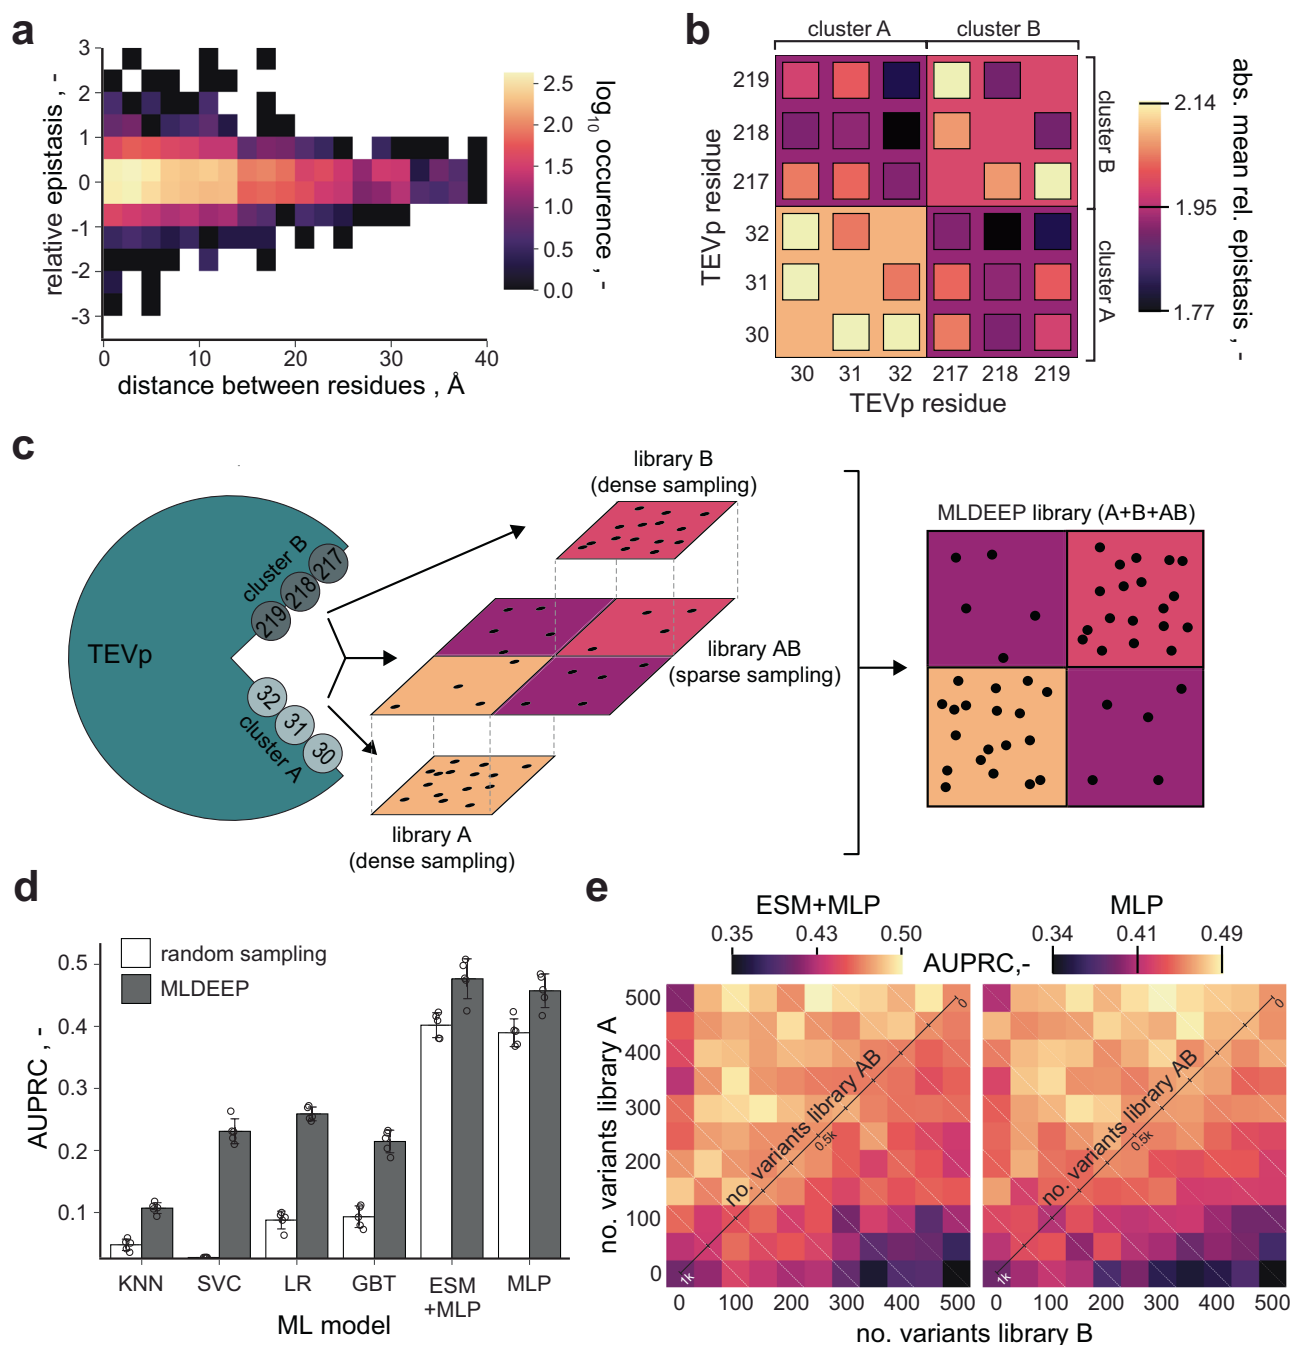 a
3
2
1
0
-1
-2
-3
relative epistasis , -
0
10
20
30
40
distance between residues , Å
2.5
2.0
1.5
1.0
0.5
0.0
log10 occurence , -
b
cluster A
cluster B
219
218
217
32
31
30
TEVp residue
30
31
32
217
218
219
TEVp residue
cluster B
cluster A
2.14
1.95
1.77
abs. mean rel. epistasis , -
c
TEVp
cluster B
219
218
217
32
31
30
cluster A
library B
(dense sampling)
library AB
(sparse sampling)
library A
(dense sampling)
MLDEEP library (A+B+AB)
d
random sampling
MLDEEP
0.5
0.4
0.3
0.2
0.1
AUPRC , -
KNN
SVC
LR
GBT
ESM
+MLP
MLP
ML model
e
ESM+MLP
MLP
0.35
0.43
0.50
0.34
0.41
0.49
AUPRC,-
500
400
300
200
100
0
no. variants library A
no. variants library AB
0
0.5k
1k
no. variants library AB
0
0.5k
1k
0
100
200
300
400
500
0
100
200
300
400
500
no. variants library B